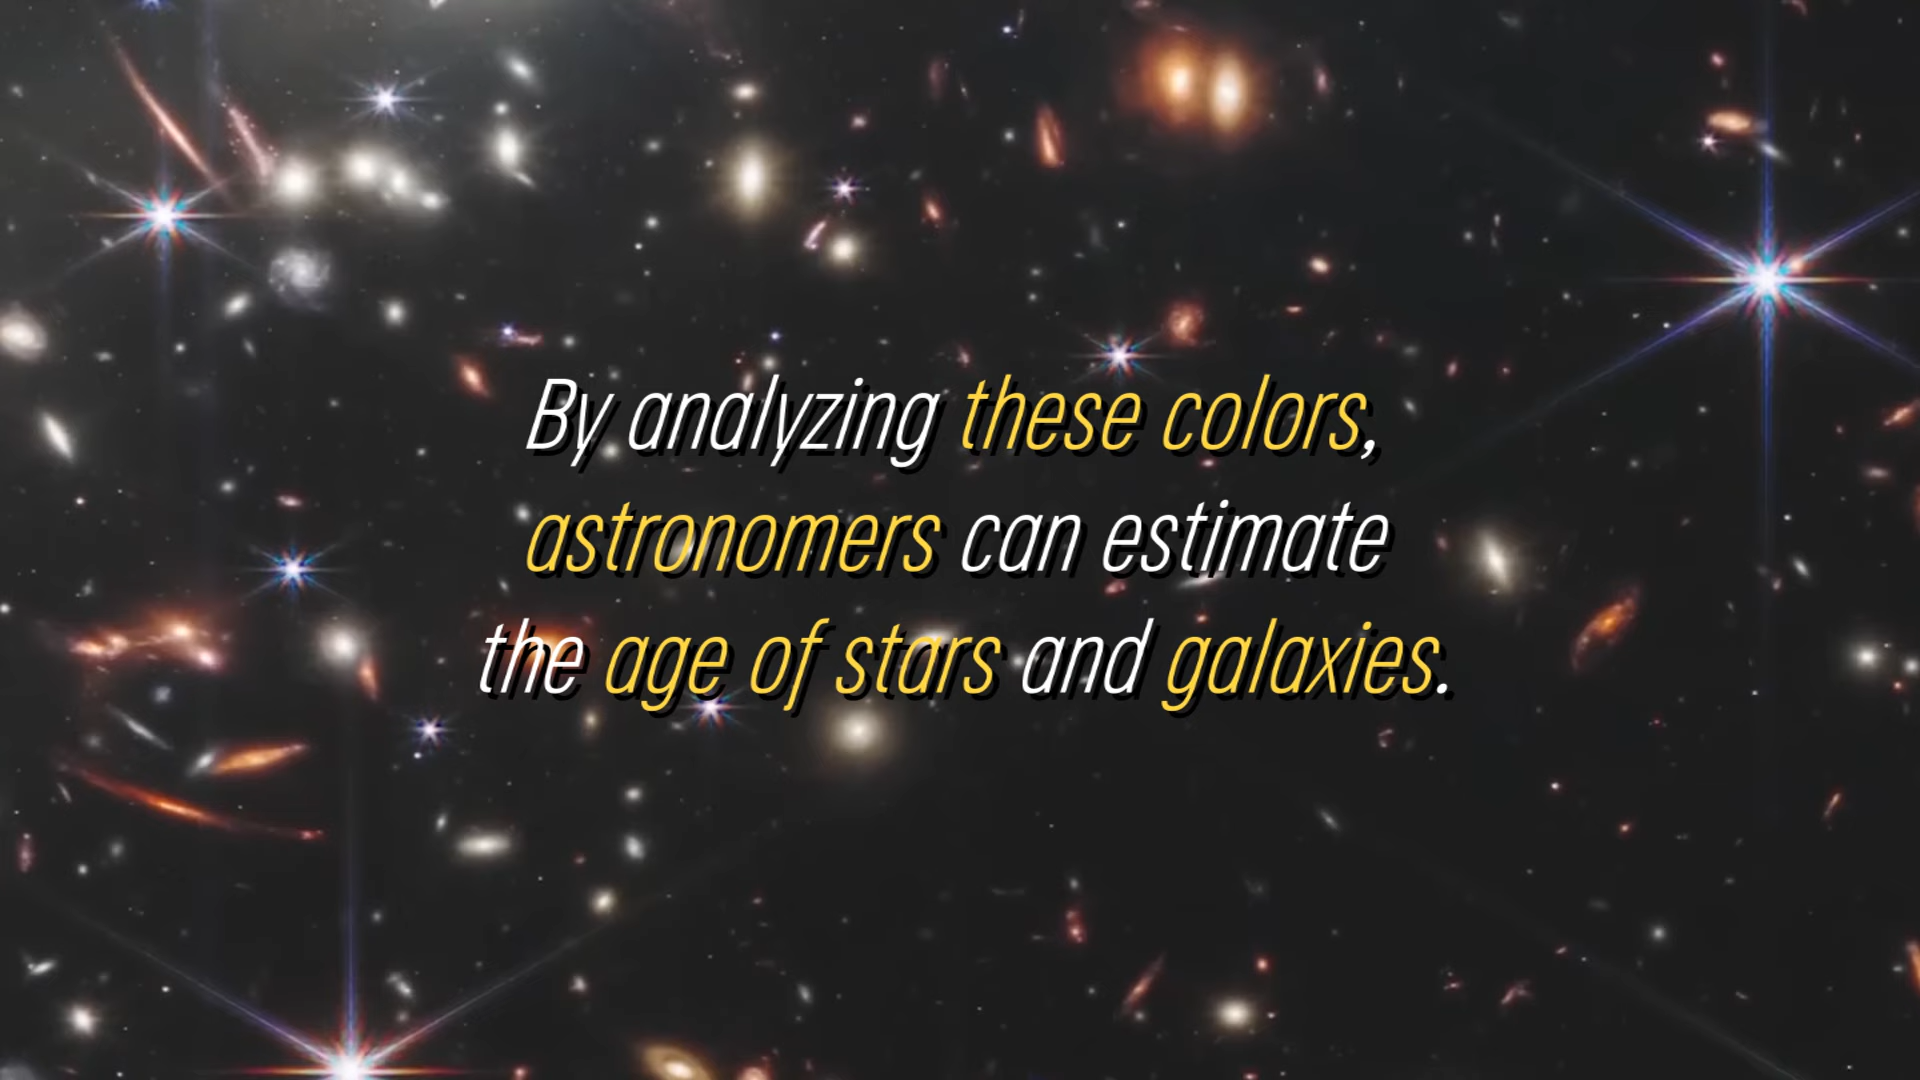 By analyzing these colors,
astronomers can estimate
the age of stars and galaxies.